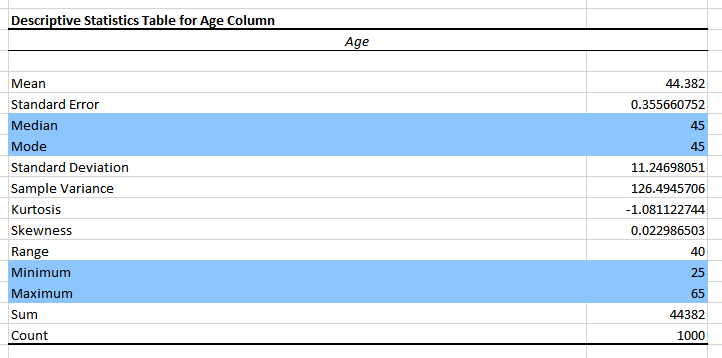 Descriptive Statistics Table for Age Column
Age
Mean 44.382
Standard Error 0.355660752
Median 45
Mode 45
Standard Deviation 11.24698051
Sample Variance 126.4945706
Kurtosis -1.081122744
Skewness 0.022986503
Range 40
Minimum 25
Maximum 65
Sum 44382
Count 1000